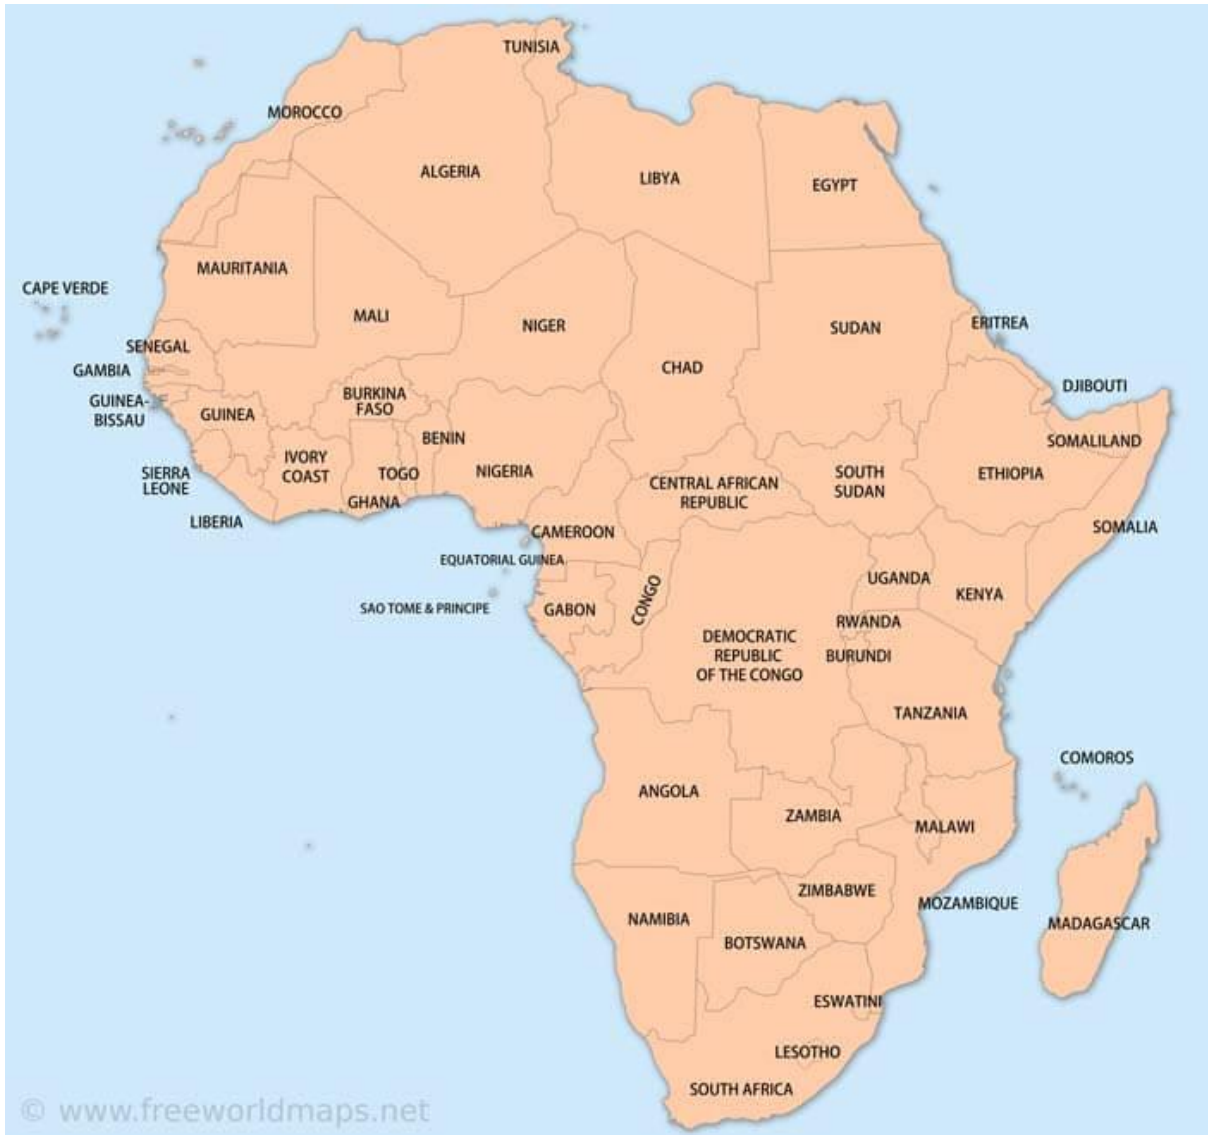 TUNISIA
MOROCCO
ALGERIA
LIBYA
EGYPT
MAURITANIA
CAPE VERDE
MALI
NIGER
ERITREA
SUDAN
SENEGAL
CHAD
GAMBIA
DJIBOUTI
BURKINA
FASO
GUINEA-
BISSAU
GUINEA
BENIN
SOMALILAND
IVORY
COAST
TOGO
NIGERIA
SOUTH
SUDAN
ETHIOPIA
SIERRA
LEONE
CENTRAL AFRICAN
REPUBLIC
GHANA
LIBERIA
SOMALIA
CAMEROON
EQUATORIAL GUINEA
UGANDA
KENYA
CONGO
SAO TOME & PRINCIPE
GABON
RWANDA
DEMOCRATIC
REPUBLIC
OF THE CONGO
BURUNDI
TANZANIA
COMOROS
ANGOLA
ZAMBIA
MALAWI
ZIMBABWE
MOZAMBIQUE
NAMIBIA
MADAGASCAR
BOTSWANA
ESWATINI
LESOTHO
SOUTH AFRICA
© www.freeworldmaps.net